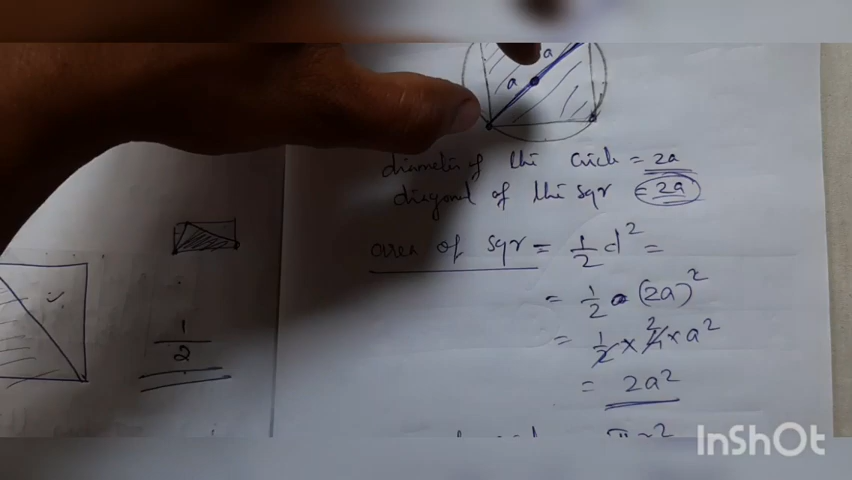 a
a
diameter of the circle = 2a
diagonal of the sqr = 2a
area of sqr = 1/2 d² =
= 1/2 (2a)²
= 1/2 × 4 × a²
= 2a²
1/2
InShOt